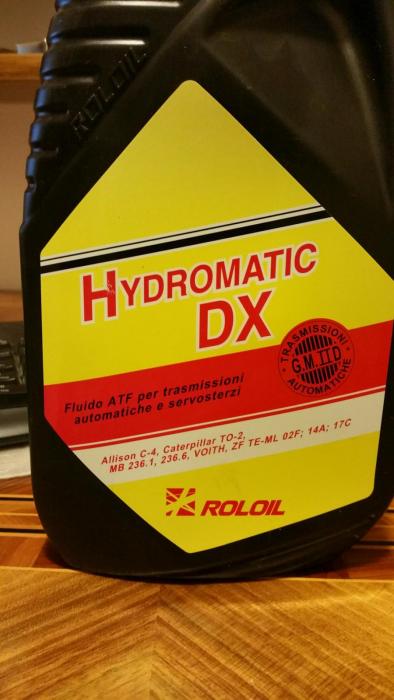 ROLOIL
HYDROMATIC
DX
TRASMISSIONI
G.M. IID
AUTOMATICHE
Fluido ATF per trasmissioni
automatiche e servosterzi
Allison C-4, Caterpillar TO-2,
MB 236.1, 236.6, VOITH, ZF TE-ML 02F; 14A; 17C
ROLOIL